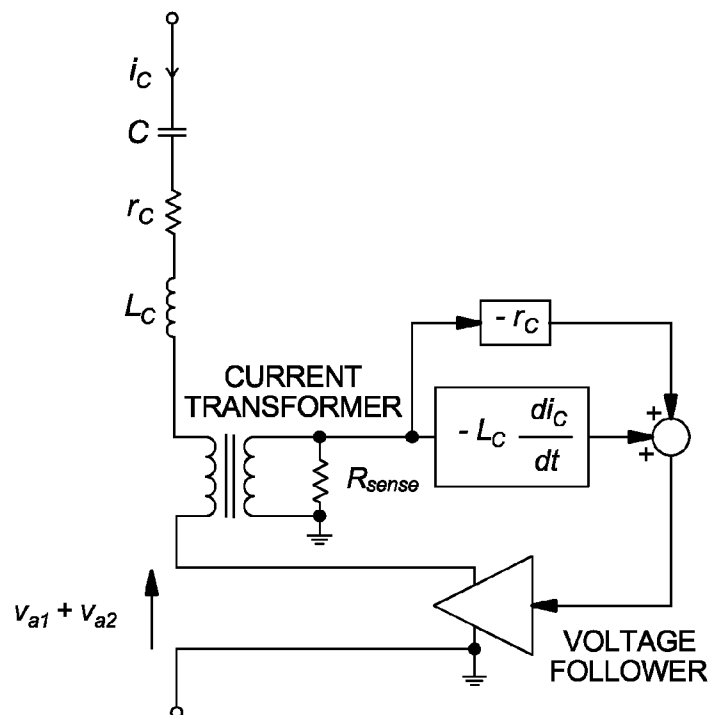 i_C
C
r_C
L_C
- r_C
CURRENT
TRANSFORMER
- L_C di_C
dt
+
+
R_sense
v_a1 + v_a2
VOLTAGE
FOLLOWER